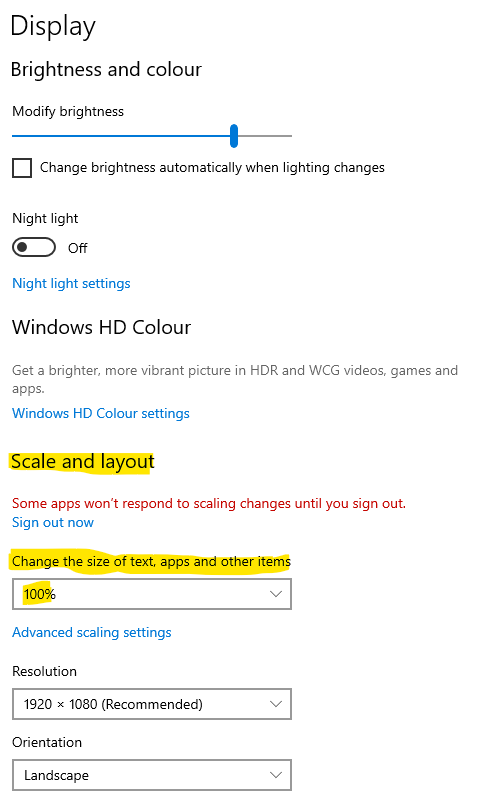 Display
Brightness and colour
Modify brightness
Change brightness automatically when lighting changes
Night light
Off
Night light settings
Windows HD Colour
Get a brighter, more vibrant picture in HDR and WCG videos, games and
apps.
Windows HD Colour settings
Scale and layout
Some apps won't respond to scaling changes until you sign out.
Sign out now
Change the size of text, apps and other items
100%
Advanced scaling settings
Resolution
1920 × 1080 (Recommended)
Orientation
Landscape